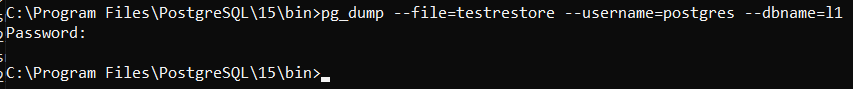 C:\Program Files\PostgreSQL\15\bin>pg_dump --file=testrestore --username=postgres --dbname=l1
Password:
C:\Program Files\PostgreSQL\15\bin>